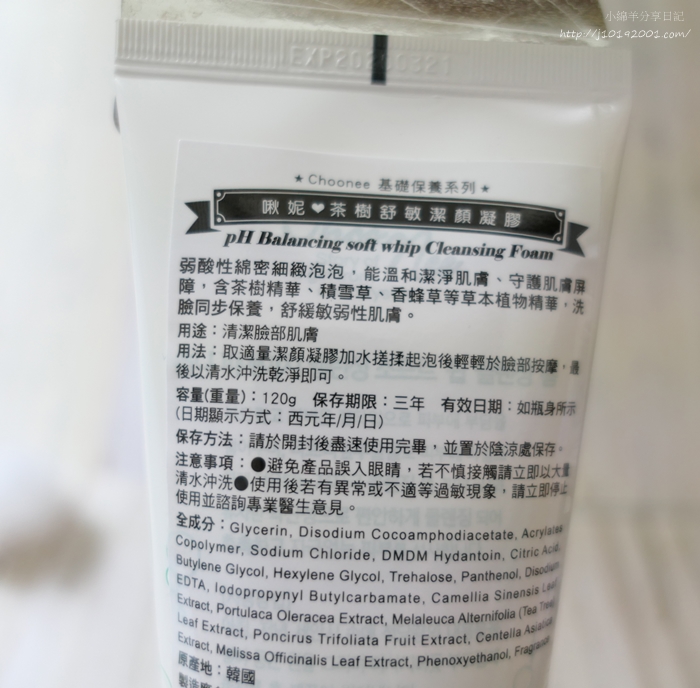 小綿羊分享日記
http://j10192001.com/
★ Choonee 基礎保養系列 ★
啾妮❤茶樹舒敏潔顏凝膠
pH Balancing soft whip Cleansing Foam
弱酸性綿密細緻泡泡，能溫和潔淨肌膚、守護肌膚屏
障，含茶樹精華、積雪草、香蜂草等草本植物精華，洗
臉同步保養，舒緩敏弱性肌膚。
用途：清潔臉部肌膚
用法：取適量潔顏凝膠加水搓揉起泡後輕輕於臉部按摩，最
後以清水沖洗乾淨即可。
容量(重量)：120g 保存期限：三年 有效日期：如瓶身所示
(日期顯示方式：西元年/月/日)
保存方法：請於開封後盡速使用完畢，並置於陰涼處保存。
注意事項：●避免產品誤入眼睛，若不慎接觸請立即以大量
清水沖洗●使用後若有異常或不適等過敏現象，請立即停止
使用並諮詢專業醫生意見。
全成分：Glycerin, Disodium Cocoamphodiacetate, Acrylates
Copolymer, Sodium Chloride, DMDM Hydantoin, Citric Acid,
Butylene Glycol, Hexylene Glycol, Trehalose, Panthenol, Disodium
EDTA, Iodopropynyl Butylcarbamate, Camellia Sinensis Leaf
Extract, Portulaca Oleracea Extract, Melaleuca Alternifolia (Tea Tree)
Leaf Extract, Poncirus Trifoliata Fruit Extract, Centella Asiatica
Extract, Melissa Officinalis Leaf Extract, Phenoxyethanol, Fragrance
原產地：韓國